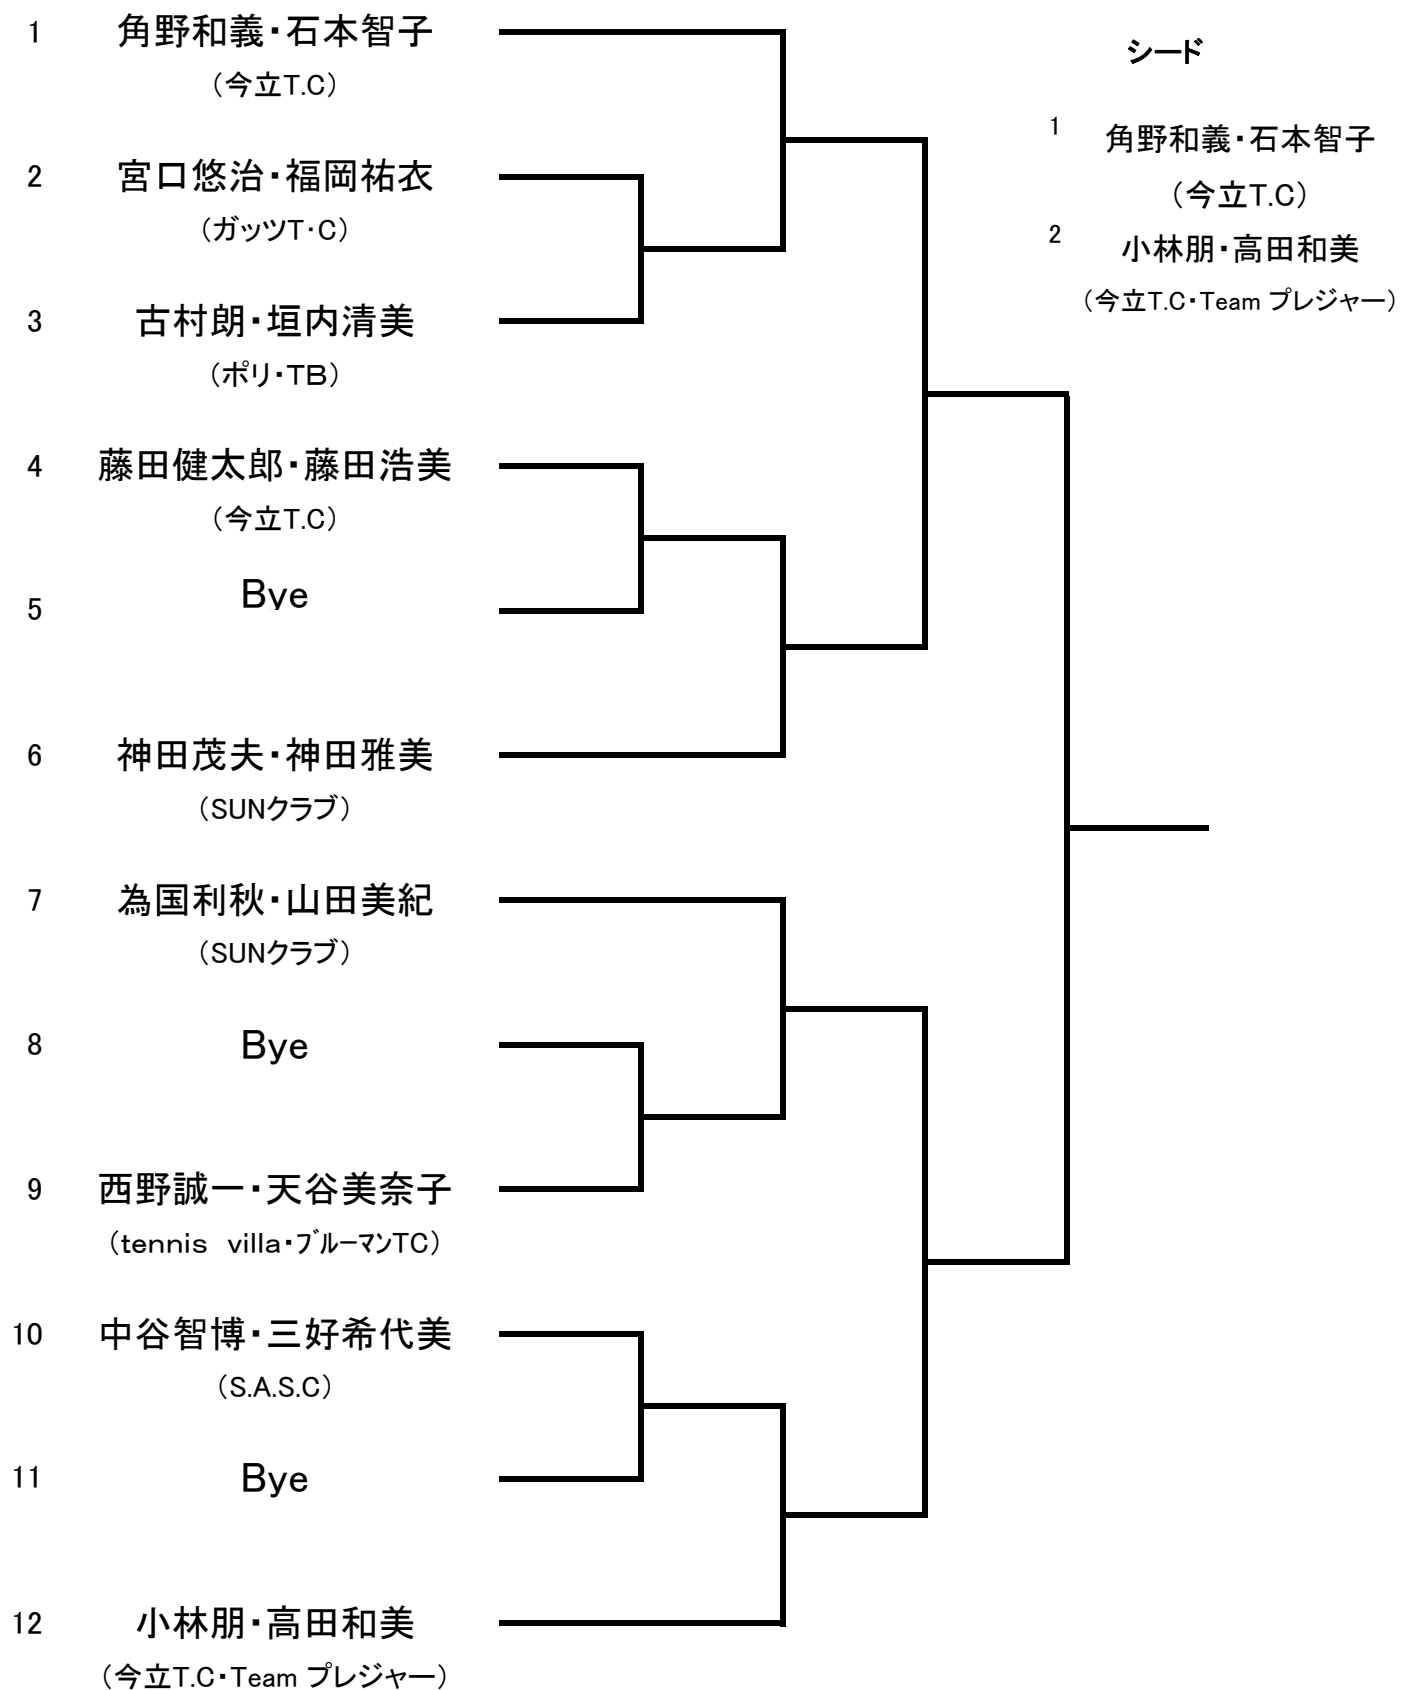 1 角野和義・石本智子
（今立T.C）
2 宮口悠治・福岡祐衣
（ガッツT・C）
3 古村朗・垣内清美
（ポリ・TB）
4 藤田健太郎・藤田浩美
（今立T.C）
5 Bye
6 神田茂夫・神田雅美
（SUNクラブ）
7 為国利秋・山田美紀
（SUNクラブ）
8 Bye
9 西野誠一・天谷美奈子
（tennis　villa・ﾌﾞﾙｰﾏﾝTC）
10 中谷智博・三好希代美
（S.A.S.C）
11 Bye
12 小林朋・高田和美
（今立T.C・Team プレジャー）
シード
1 角野和義・石本智子
（今立T.C）
2 小林朋・高田和美
（今立T.C・Team プレジャー）